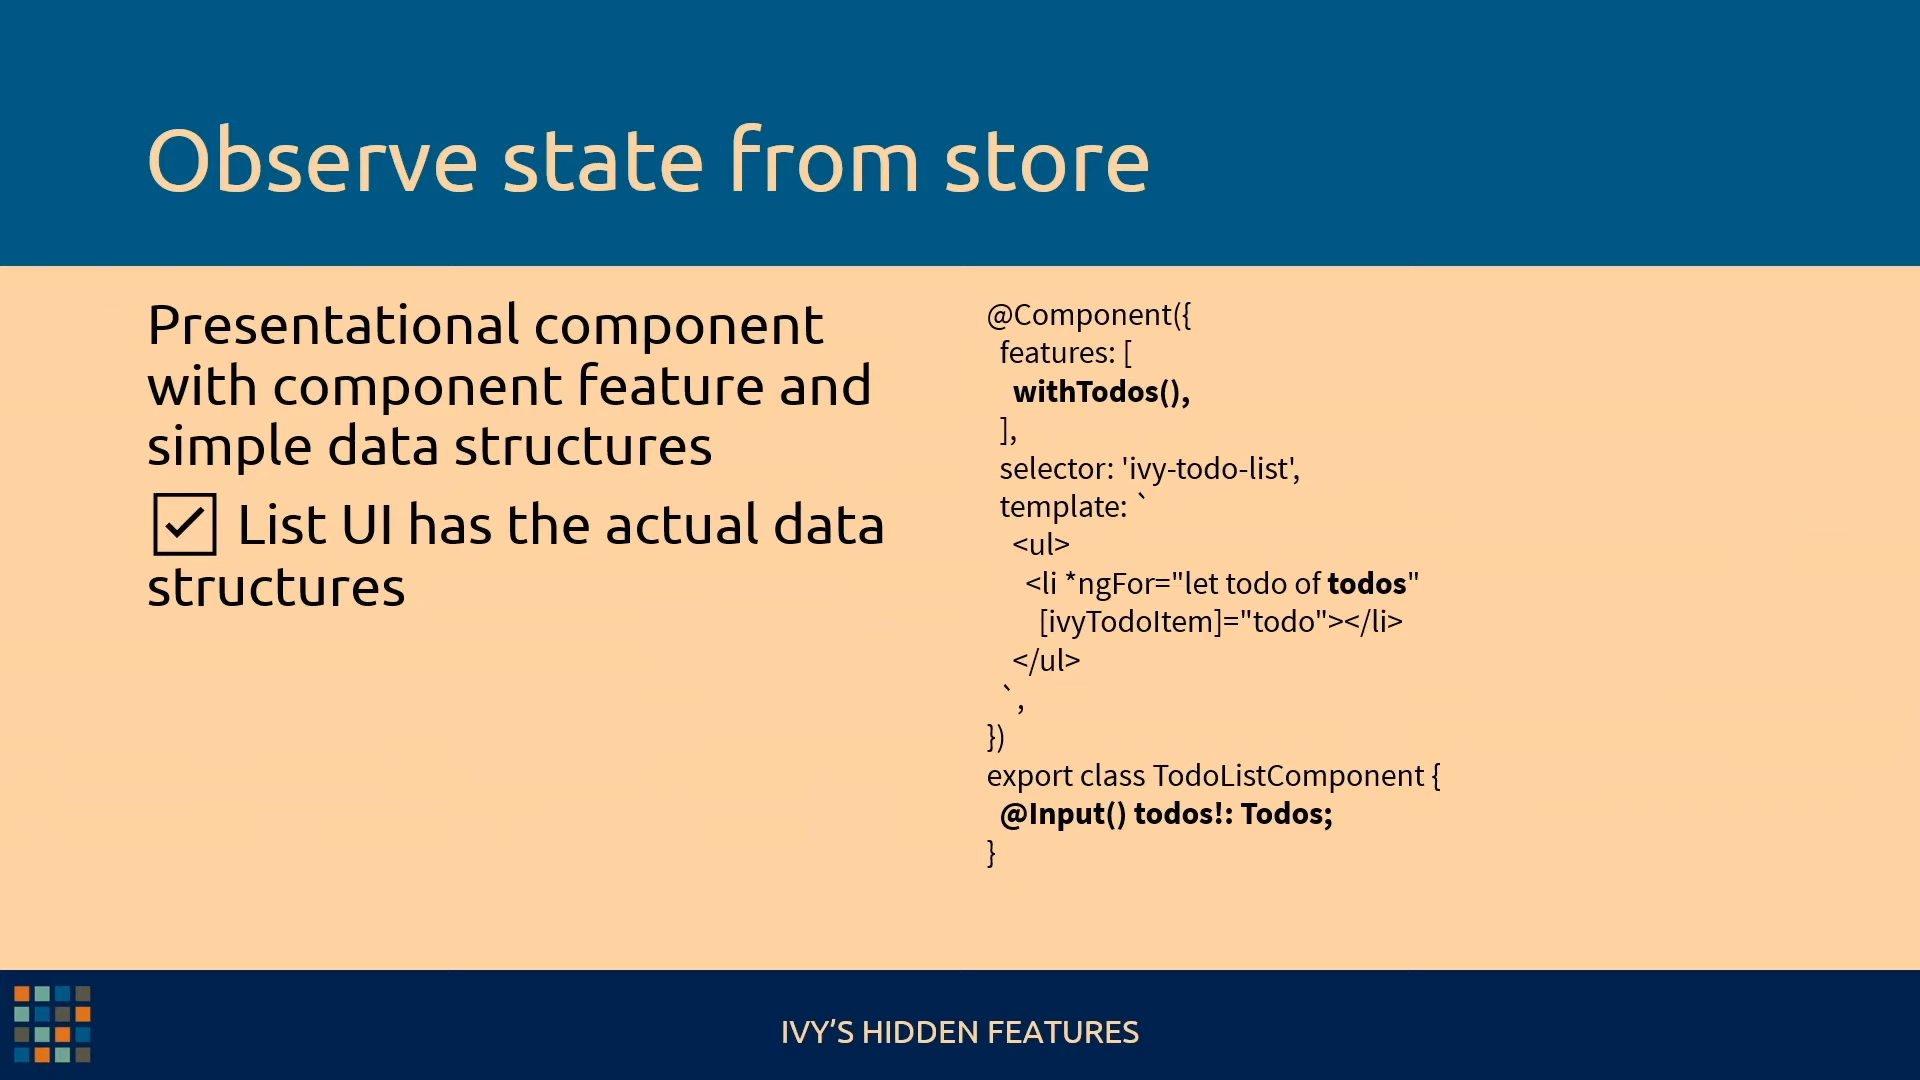 Observe state from store
Presentational component
with component feature and
simple data structures
☑ List UI has the actual data
structures
@Component({
  features: [
    withTodos(),
  ],
  selector: 'ivy-todo-list',
  template: `
    <ul>
      <li *ngFor="let todo of todos"
        [ivyTodoItem]="todo"></li>
    </ul>
  `,
})
export class TodoListComponent {
  @Input() todos!: Todos;
}
IVY’S HIDDEN FEATURES